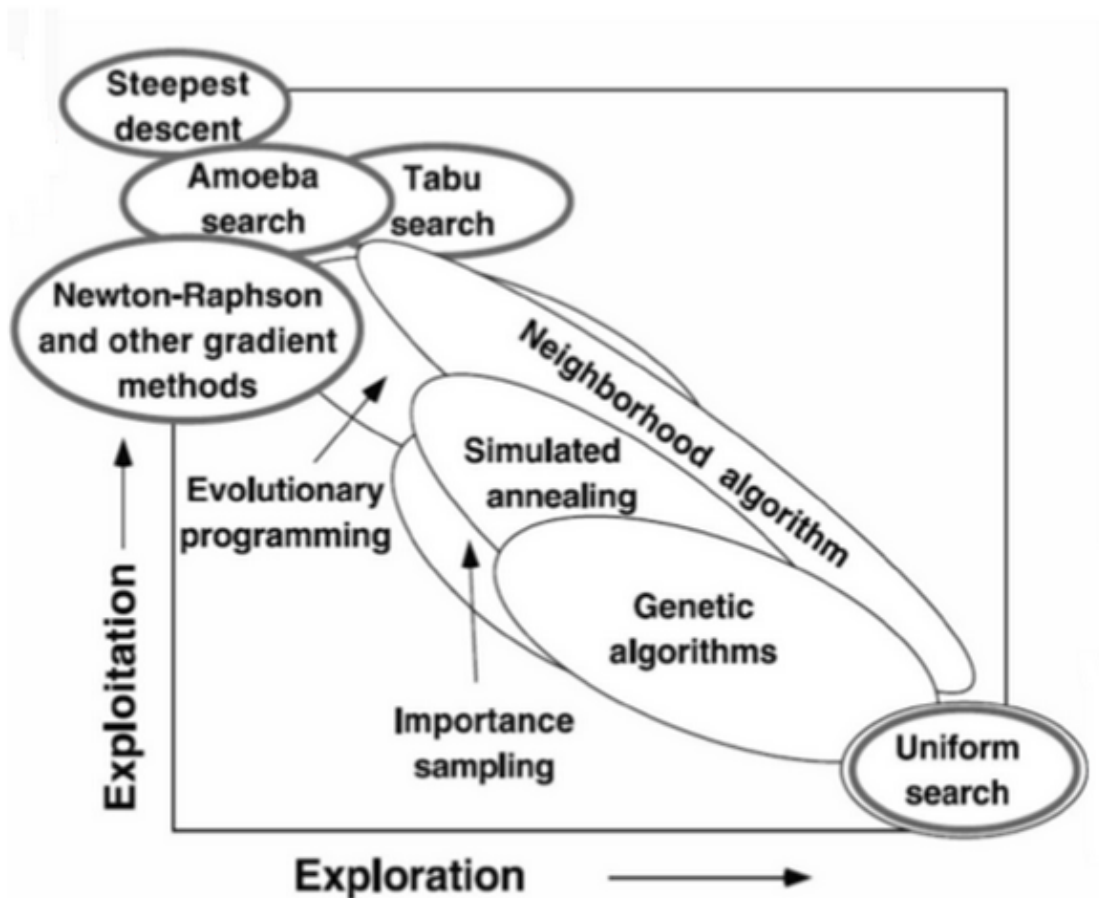 Steepest
descent
Amoeba
search
Tabu
search
Newton-Raphson
and other gradient
methods
Neighborhood algorithm
Simulated
annealing
Evolutionary
programming
Genetic
algorithms
Importance
sampling
Uniform
search
Exploitation
Exploration